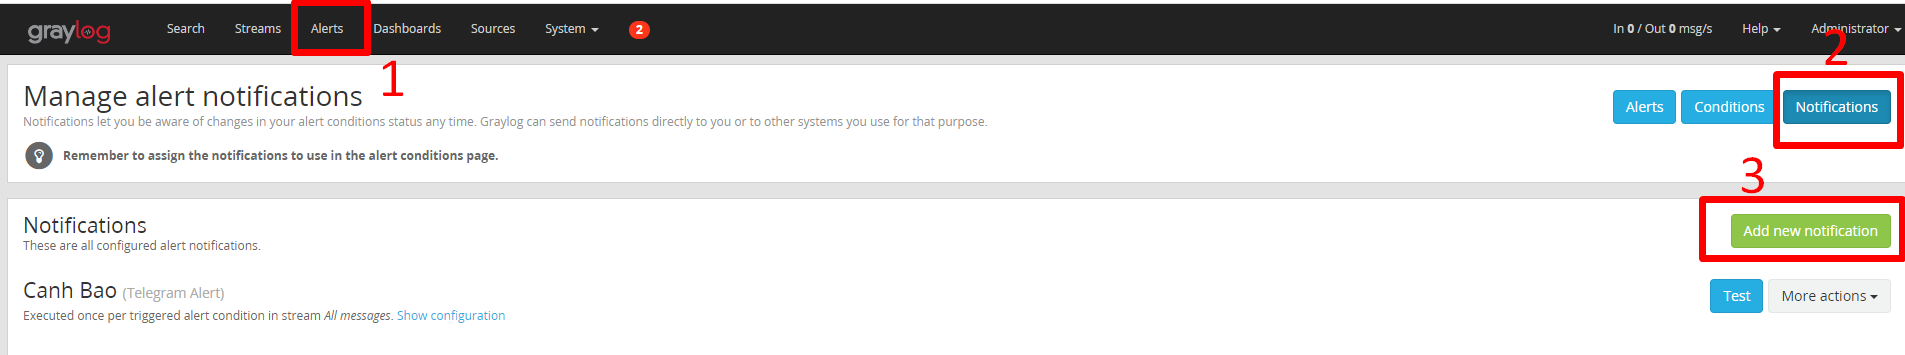 graylog Search Streams Alerts Dashboards Sources System 2 In 0 / Out 0 msg/s Help Administrator
1
2
Manage alert notifications
Notifications let you be aware of changes in your alert conditions status any time. Graylog can send notifications directly to you or to other systems you use for that purpose.
Alerts Conditions Notifications
Remember to assign the notifications to use in the alert conditions page.
3
Notifications
These are all configured alert notifications.
Add new notification
Canh Bao (Telegram Alert)
Executed once per triggered alert condition in stream All messages. Show configuration
Test More actions